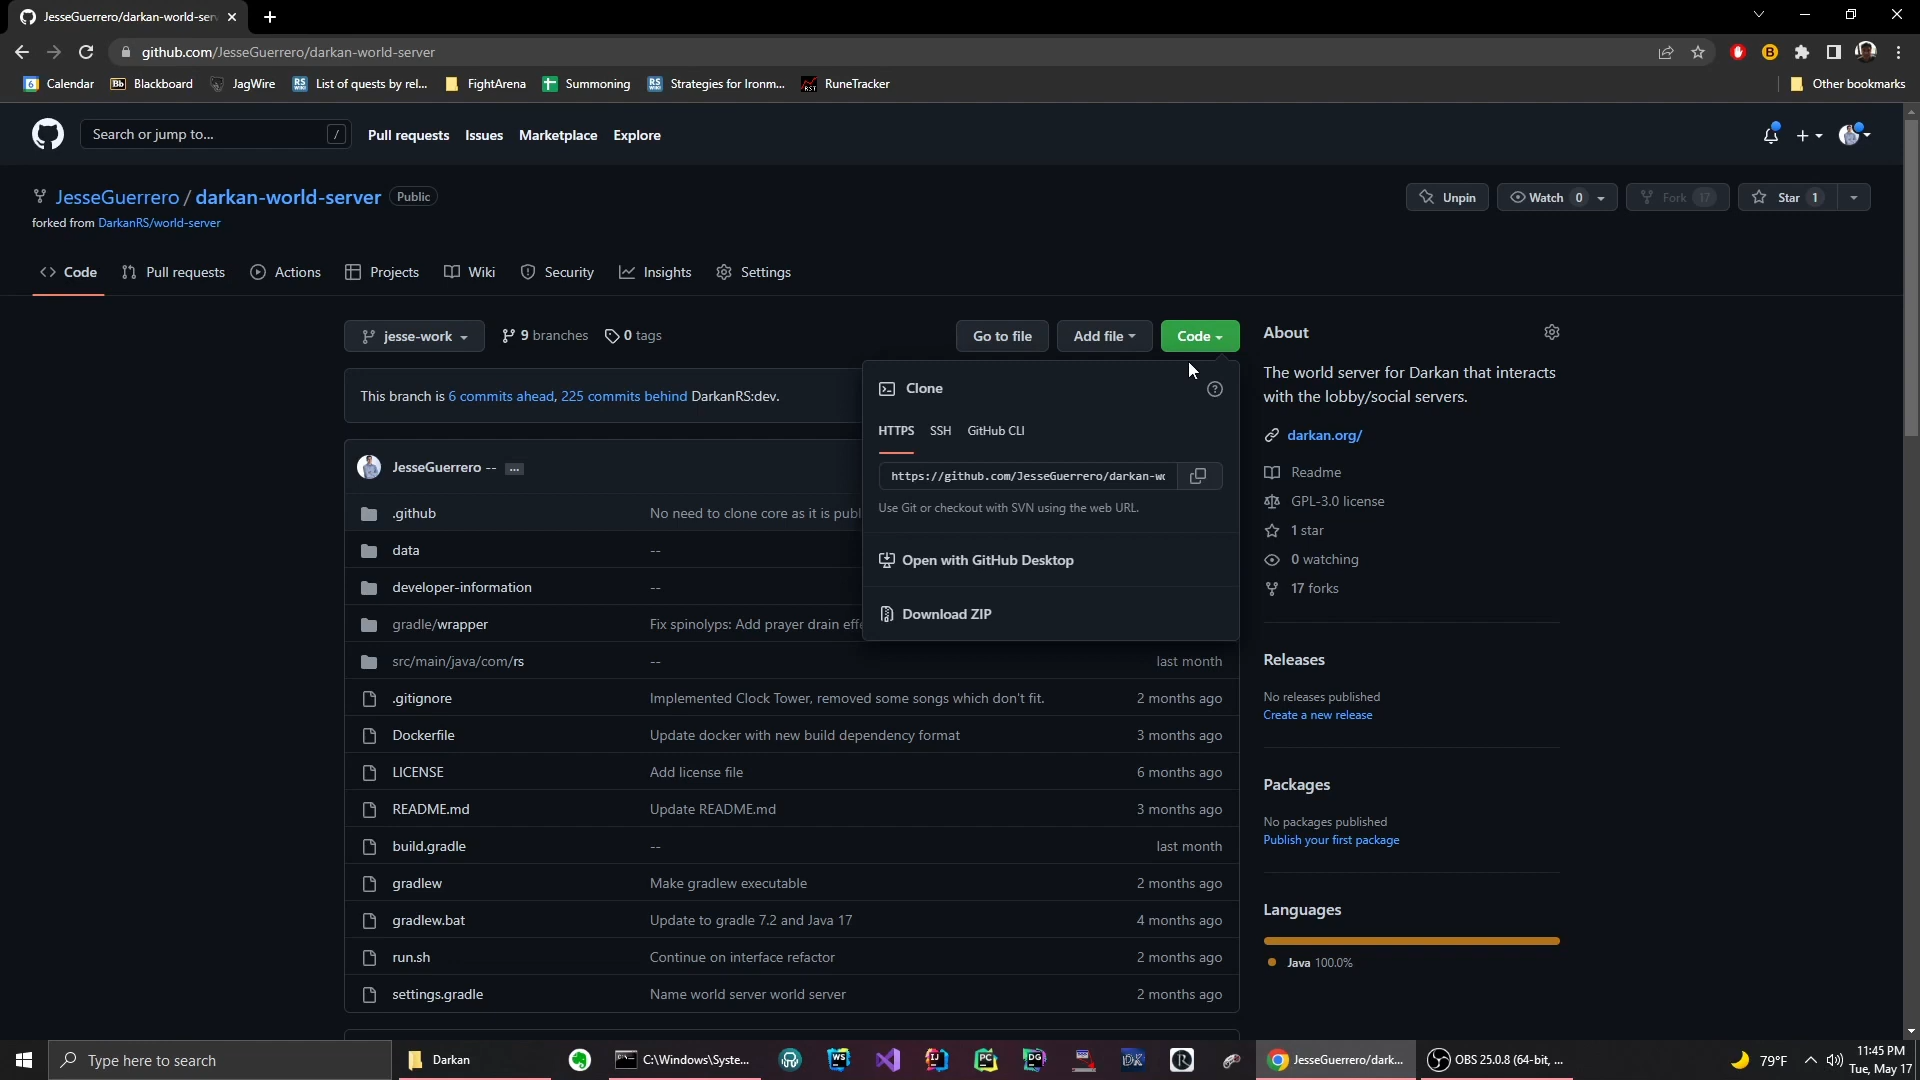 JesseGuerrero/darkan-world-serv
github.com/JesseGuerrero/darkan-world-server
Calendar
Blackboard
JagWire
List of quests by rel...
FightArena
Summoning
Strategies for Ironm...
RuneTracker
Other bookmarks
Search or jump to... /
Pull requests
Issues
Marketplace
Explore
JesseGuerrero / darkan-world-server Public
Unpin
Watch 0
Fork 17
Star 1
forked from DarkanRS/world-server
Code
Pull requests
Actions
Projects
Wiki
Security
Insights
Settings
jesse-work
9 branches
0 tags
Go to file
Add file
Code
Clone
HTTPS SSH GitHub CLI
https://github.com/JesseGuerrero/darkan-wo
Use Git or checkout with SVN using the web URL.
Open with GitHub Desktop
Download ZIP
This branch is 6 commits ahead, 225 commits behind DarkanRS:dev.
JesseGuerrero -- ...
.github No need to clone core as it is publ
data --
developer-information --
gradle/wrapper Fix spinolyps: Add prayer drain effe
src/main/java/com/rs -- last month
.gitignore Implemented Clock Tower, removed some songs which don't fit. 2 months ago
Dockerfile Update docker with new build dependency format 3 months ago
LICENSE Add license file 6 months ago
README.md Update README.md 3 months ago
build.gradle -- last month
gradlew Make gradlew executable 2 months ago
gradlew.bat Update to gradle 7.2 and Java 17 4 months ago
run.sh Continue on interface refactor 2 months ago
settings.gradle Name world server world server 2 months ago
About
The world server for Darkan that interacts
with the lobby/social servers.
darkan.org/
Readme
GPL-3.0 license
1 star
0 watching
17 forks
Releases
No releases published
Create a new release
Packages
No packages published
Publish your first package
Languages
Java 100.0%
Type here to search
Darkan
C:\Windows\Syste...
JesseGuerrero/dark...
OBS 25.0.8 (64-bit, ...
79°F
11:45 PM
Tue, May 17